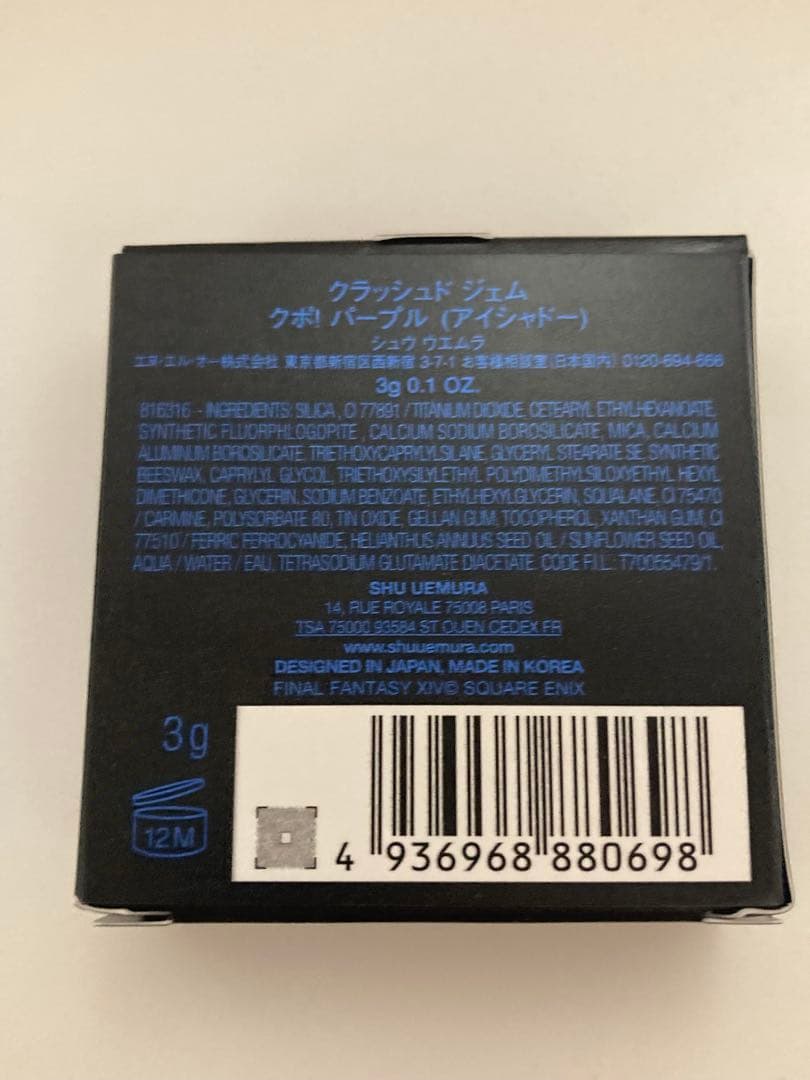 クラッシュド ジェム
クポ! パープル (アイシャドー)
シュウ ウエムラ
エヌ・エル・オー株式会社 東京都新宿区西新宿 3-7-1 お客様相談室(日本国内) 0120-694-666
3g 0.1 OZ.
816316 - INGREDIENTS: SILICA, CI 77891 / TITANIUM DIOXIDE, CETEARYL ETHYLHEXANOATE,
SYNTHETIC FLUORPHLOGOPITE, CALCIUM SODIUM BOROSILICATE, MICA, CALCIUM
ALUMINUM BOROSILICATE, TRIETHOXYCAPRYLYLSILANE, GLYCERYL STEARATE SE, SYNTHETIC
BEESWAX, CAPRYLYL GLYCOL, TRIETHOXYSILYLETHYL POLYDIMETHYLSILOXYETHYL HEXYL
DIMETHICONE, GLYCERIN, SODIUM BENZOATE, ETHYLHEXYLGLYCERIN, SQUALANE, CI 75470
/ CARMINE, POLYSORBATE 80, TIN OXIDE, GELLAN GUM, TOCOPHEROL, XANTHAN GUM, CI
77510 / FERRIC FERROCYANIDE, HELIANTHUS ANNUUS SEED OIL / SUNFLOWER SEED OIL,
AQUA / WATER / EAU, TETRASODIUM GLUTAMATE DIACETATE. CODE F.I.L.: T70055479/1.
SHU UEMURA
14, RUE ROYALE 75008 PARIS
TSA 75000 93584 ST OUEN CEDEX FR
www.shuuemura.com
DESIGNED IN JAPAN, MADE IN KOREA
FINAL FANTASY XIV© SQUARE ENIX
3g
12M
4 936968 880698